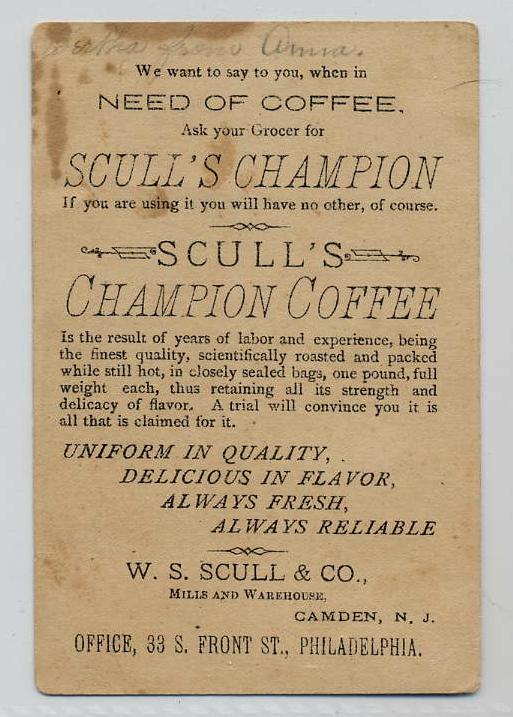 from Anna.
We want to say to you, when in
NEED OF COFFEE,
Ask your Grocer for
SCULL'S CHAMPION
If you are using it you will have no other, of course.
SCULL'S
CHAMPION COFFEE
Is the result of years of labor and experience, being
the finest quality, scientifically roasted and packed
while still hot, in closely sealed bags, one pound, full
weight each, thus retaining all its strength and
delicacy of flavor. A trial will convince you it is
all that is claimed for it.
UNIFORM IN QUALITY,
DELICIOUS IN FLAVOR,
ALWAYS FRESH,
ALWAYS RELIABLE
W. S. SCULL & CO.,
MILLS AND WAREHOUSE,
CAMDEN, N. J.
OFFICE, 33 S. FRONT ST., PHILADELPHIA.